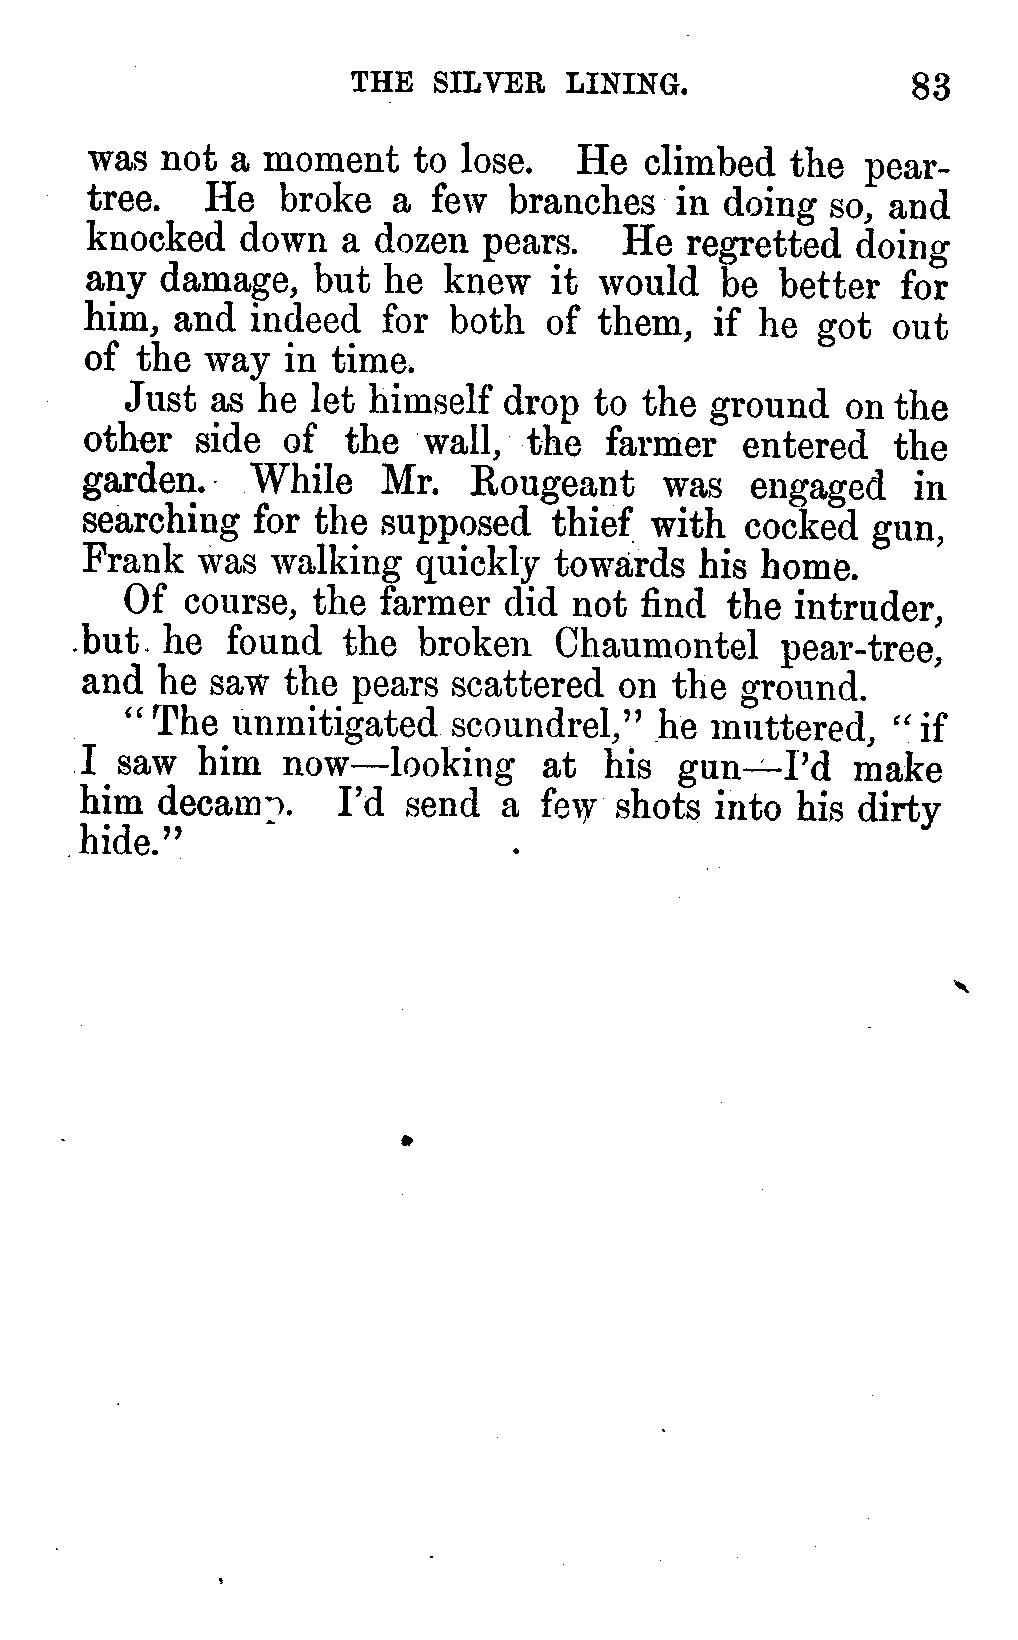 THE SILVER LINING. 83
was not a moment to lose. He climbed the pear-
tree. He broke a few branches in doing so, and
knocked down a dozen pears. He regretted doing
any damage, but he knew it would be better for
him, and indeed for both of them, if he got out
of the way in time.
Just as he let himself drop to the ground on the
other side of the wall, the farmer entered the
garden. While Mr. Rougeant was engaged in
searching for the supposed thief with cocked gun,
Frank was walking quickly towards his home.
Of course, the farmer did not find the intruder,
but he found the broken Chaumontel pear-tree,
and he saw the pears scattered on the ground.
“The unmitigated scoundrel,” he muttered, “if
I saw him now—looking at his gun—I’d make
him decamp. I’d send a few shots into his dirty
hide.”